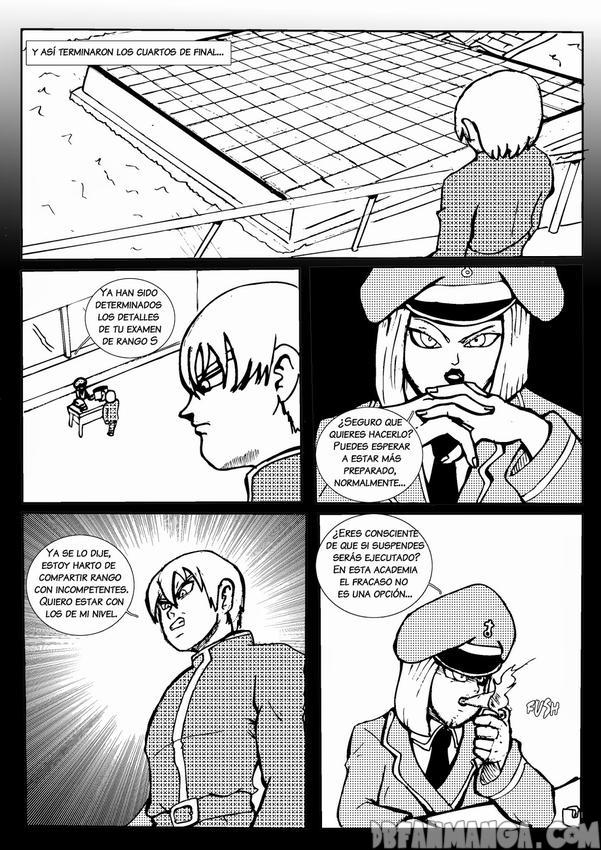 Y ASÍ TERMINARON LOS CUARTOS DE FINAL...
YA HAN SIDO
DETERMINADOS
LOS DETALLES
DE TU EXAMEN
DE RANGO S
¿SEGURO QUE
QUIERES HACERLO?
PUEDES ESPERAR
A ESTAR MÁS
PREPARADO,
NORMALMENTE...
YA SE LO DIJE,
ESTOY HARTO DE
COMPARTIR RANGO
CON INCOMPETENTES.
QUIERO ESTAR CON
LOS DE MI NIVEL.
¿ERES CONSCIENTE
DE QUE SI SUSPENDES
SERÁS EJECUTADO?
EN ESTA ACADEMIA
EL FRACASO NO
ES UNA OPCIÓN...
FUSH
DBFANMANGA.COM